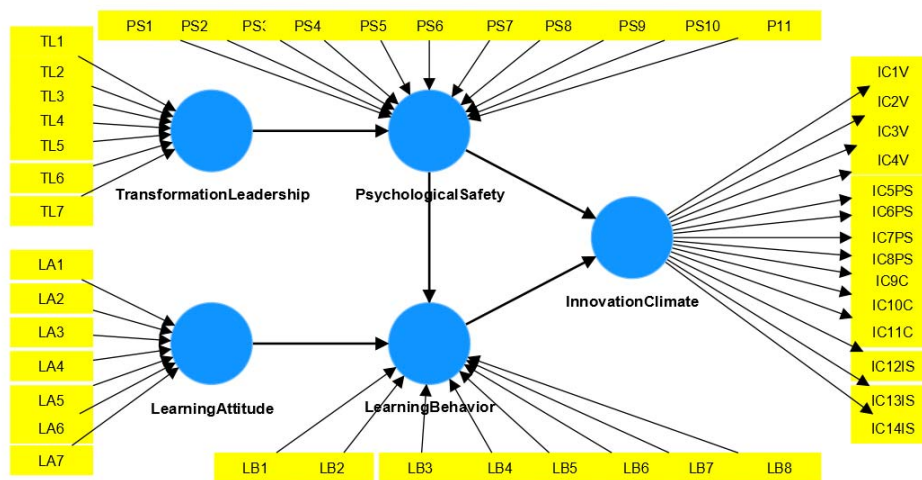 PS1 PS2 PS3 PS4 PS5 PS6 PS7 PS8 PS9 PS10 P11
TL1
TL2
TL3
TL4
TL5
TL6
TL7
TransformationLeadership
PsychologicalSafety
IC1V
IC2V
IC3V
IC4V
IC5PS
IC6PS
IC7PS
IC8PS
IC9C
IC10C
IC11C
IC12IS
IC13IS
IC14IS
InnovationClimate
LA1
LA2
LA3
LA4
LA5
LA6
LA7
LearningAttitude
LearningBehavior
LB1 LB2 LB3 LB4 LB5 LB6 LB7 LB8